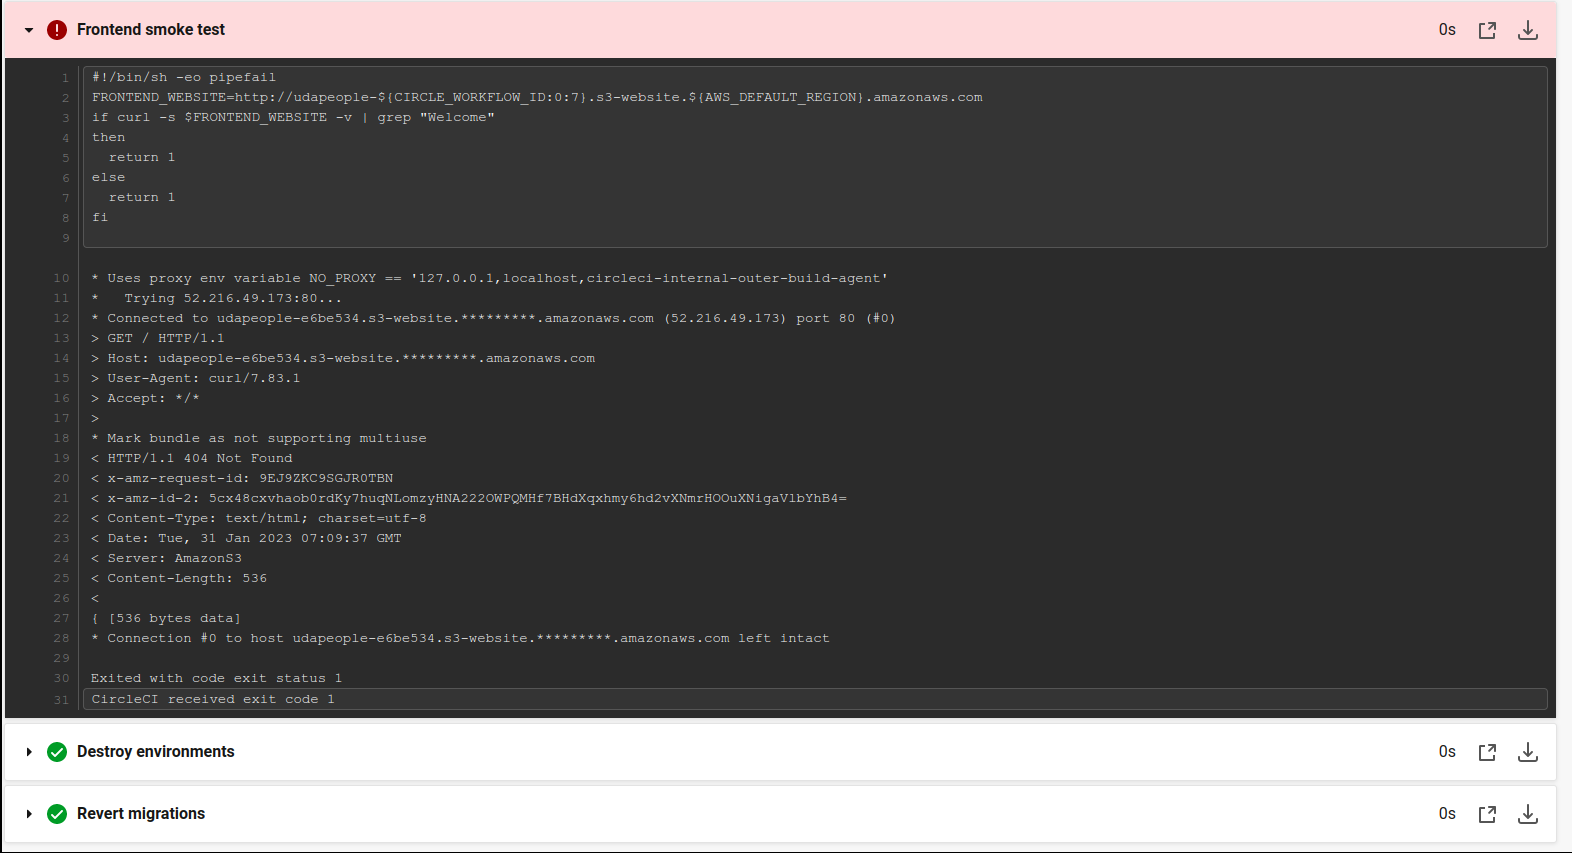 Frontend smoke test 0s
1 #!/bin/sh -eo pipefail
2 FRONTEND_WEBSITE=http://udapeople-${CIRCLE_WORKFLOW_ID:0:7}.s3-website.${AWS_DEFAULT_REGION}.amazonaws.com
3 if curl -s $FRONTEND_WEBSITE -v | grep "Welcome"
4 then
5   return 1
6 else
7   return 1
8 fi
9
10 * Uses proxy env variable NO_PROXY == '127.0.0.1,localhost,circleci-internal-outer-build-agent'
11 *   Trying 52.216.49.173:80...
12 * Connected to udapeople-e6be534.s3-website.*********.amazonaws.com (52.216.49.173) port 80 (#0)
13 > GET / HTTP/1.1
14 > Host: udapeople-e6be534.s3-website.*********.amazonaws.com
15 > User-Agent: curl/7.83.1
16 > Accept: */*
17 >
18 * Mark bundle as not supporting multiuse
19 < HTTP/1.1 404 Not Found
20 < x-amz-request-id: 9EJ9ZKC9SGJR0TBN
21 < x-amz-id-2: 5cx48cxvhaob0rdKy7huqNLomzyHNA222OWPQMHf7BHdXqxhmy6hd2vXNmrHOOuXNigaVlbYhB4=
22 < Content-Type: text/html; charset=utf-8
23 < Date: Tue, 31 Jan 2023 07:09:37 GMT
24 < Server: AmazonS3
25 < Content-Length: 536
26 <
27 { [536 bytes data]
28 * Connection #0 to host udapeople-e6be534.s3-website.*********.amazonaws.com left intact
29
30 Exited with code exit status 1
31 CircleCI received exit code 1
Destroy environments 0s
Revert migrations 0s